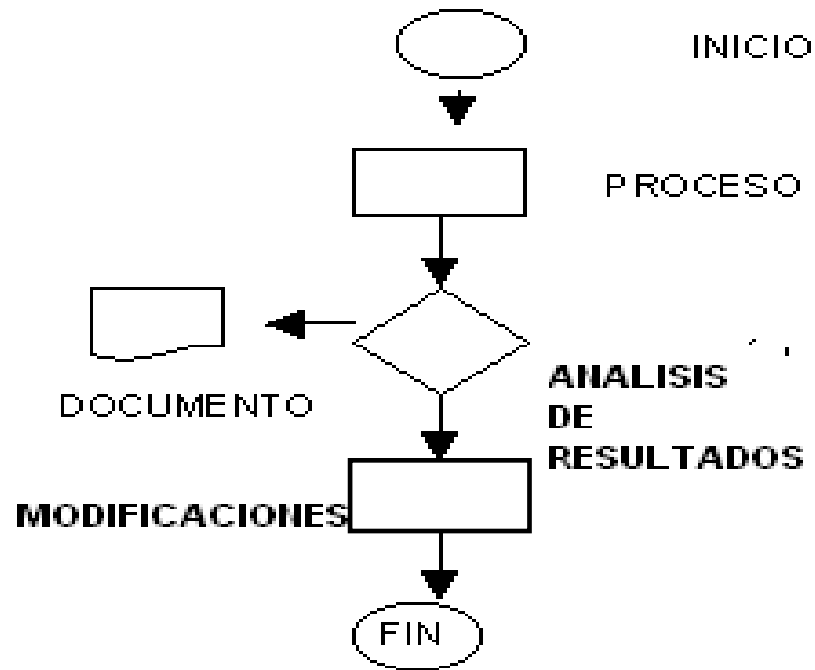 INICIO
PROCESO
ANALISIS
DE
RESULTADOS
DOCUMENTO
MODIFICACIONES
FIN